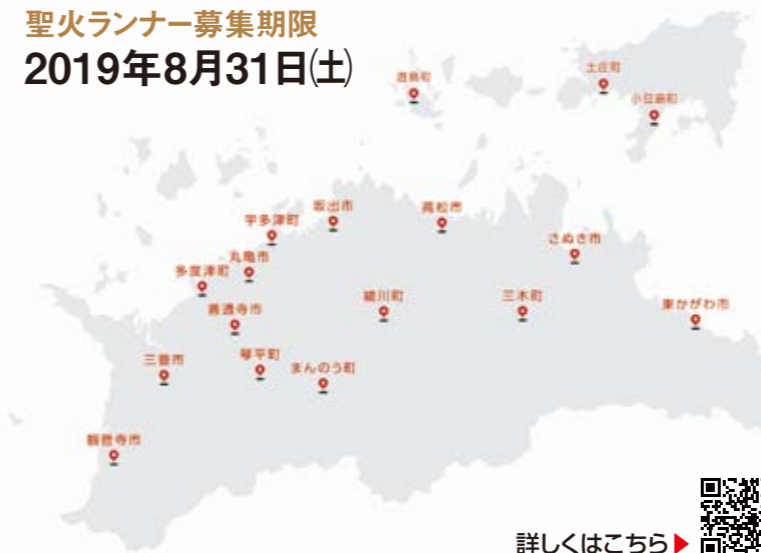 聖火ランナー募集期限
2019年8月31日(土)
直島町
土庄町
小豆島町
宇多津町
坂出市
高松市
さぬき市
丸亀市
多度津町
善通寺市
綾川町
三木町
東かがわ市
三豊市
琴平町
まんのう町
観音寺市
詳しくはこちら▶